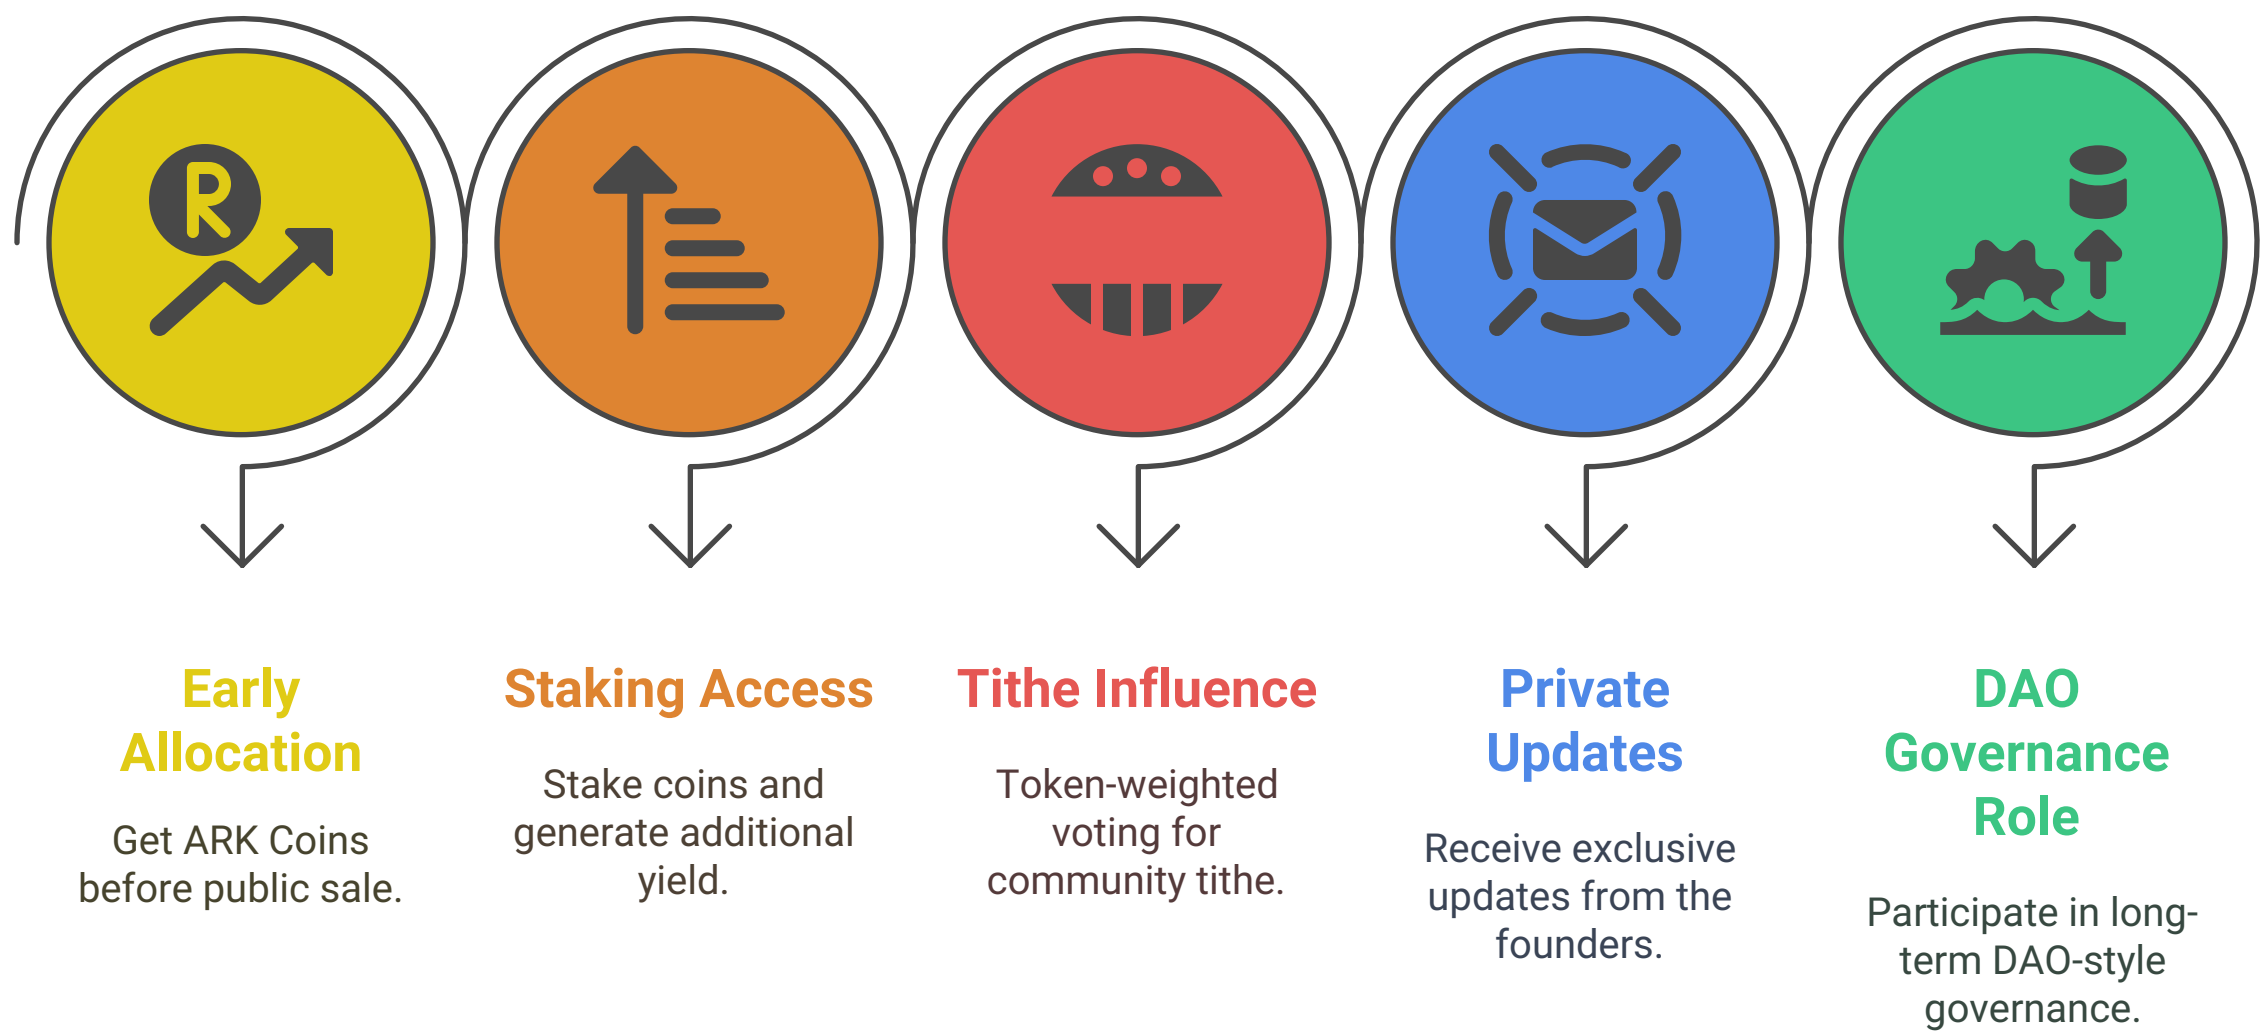 R
Early
Allocation
Get ARK Coins
before public sale.
Staking Access
Stake coins and
generate additional
yield.
Tithe Influence
Token-weighted
voting for
community tithe.
Private
Updates
Receive exclusive
updates from the
founders.
DAO
Governance
Role
Participate in long-
term DAO-style
governance.